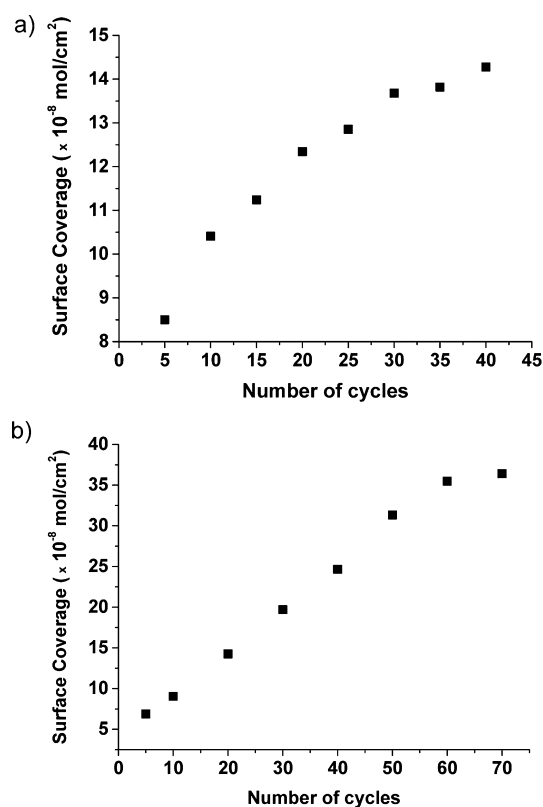 a)
Surface Coverage ( x 10⁻⁸ mol/cm²)
15
14
13
12
11
10
9
8
0 5 10 15 20 25 30 35 40 45
Number of cycles
b)
Surface Coverage ( x 10⁻⁸ mol/cm²)
40
35
30
25
20
15
10
5
0 10 20 30 40 50 60 70
Number of cycles